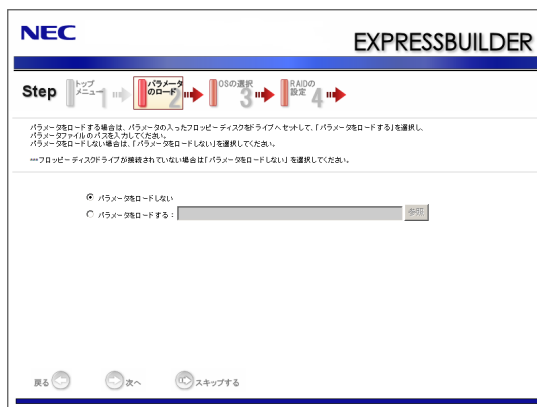 NEC
EXPRESSBUILDER
Step
トップ
メニュー
1
パラメータ
のロード
2
OSの選択
3
RAIDの
設定
4
パラメータをロードする場合は、パラメータの入ったフロッピーディスクをドライブへセットして、「パラメータをロードする」を選択し、
パラメータファイルのパスを入力してください。
パラメータをロードしない場合は、「パラメータをロードしない」を選択してください。
***フロッピーディスクドライブが接続されていない場合は「パラメータをロードしない」を選択してください。
パラメータをロードしない
パラメータをロードする：
参照
戻る
次へ
スキップする